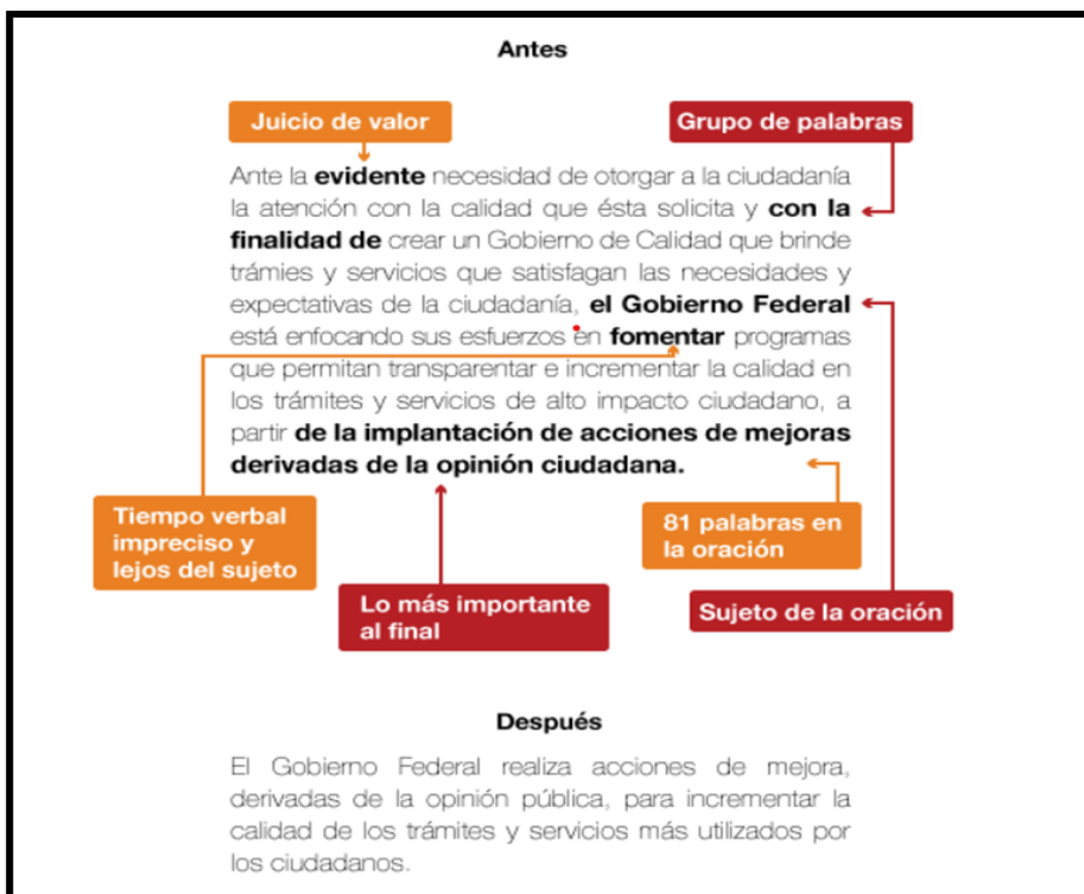 Antes
Juicio de valor
Grupo de palabras
Ante la evidente necesidad de otorgar a la ciudadanía
la atención con la calidad que ésta solicita y con la
finalidad de crear un Gobierno de Calidad que brinde
trámies y servicios que satisfagan las necesidades y
expectativas de la ciudadanía, el Gobierno Federal
está enfocando sus esfuerzos en fomentar programas
que permitan transparentar e incrementar la calidad en
los trámites y servicios de alto impacto ciudadano, a
partir de la implantación de acciones de mejoras
derivadas de la opinión ciudadana.
Tiempo verbal
impreciso y
lejos del sujeto
81 palabras en
la oración
Lo más importante
al final
Sujeto de la oración
Después
El Gobierno Federal realiza acciones de mejora,
derivadas de la opinión pública, para incrementar la
calidad de los trámites y servicios más utilizados por
los ciudadanos.